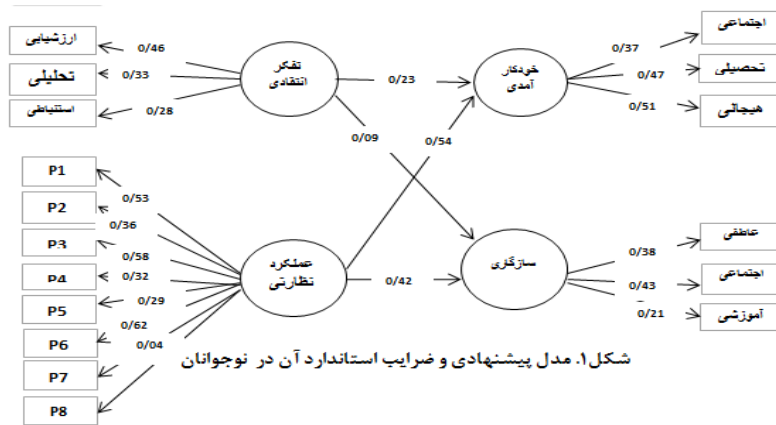 ارزشیابی
تحلیلی
استنباطی
0/46
0/33
0/28
تفکر
انتقادی
0/23
0/09
خودکار
آمدی
0/37
0/47
0/51
اجتماعی
تحصیلی
هیجالی
P1
P2
P3
P4
P5
P6
P7
P8
0/53
0/36
0/58
0/32
0/29
0/62
0/04
عملکرد
نظارتی
0/54
0/42
سازگاری
0/38
0/43
0/21
عاطفی
اجتماعی
آموزشی
شکل۱. مدل پیشنهادی و ضرایب استاندارد آن در نوجوانان